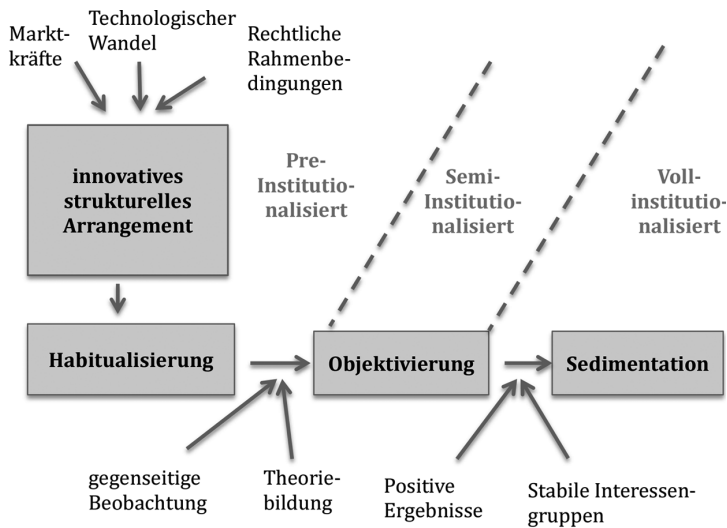 Markt-
kräfte
Technologischer
Wandel
Rechtliche
Rahmenbe-
dingungen
innovatives
strukturelles
Arrangement
Pre-
Institutio-
nalisiert
Semi-
Institutio-
nalisiert
Voll-
institutio-
nalisiert
Habitualisierung
Objektivierung
Sedimentation
gegenseitige
Beobachtung
Theorie-
bildung
Positive
Ergebnisse
Stabile Interessen-
gruppen